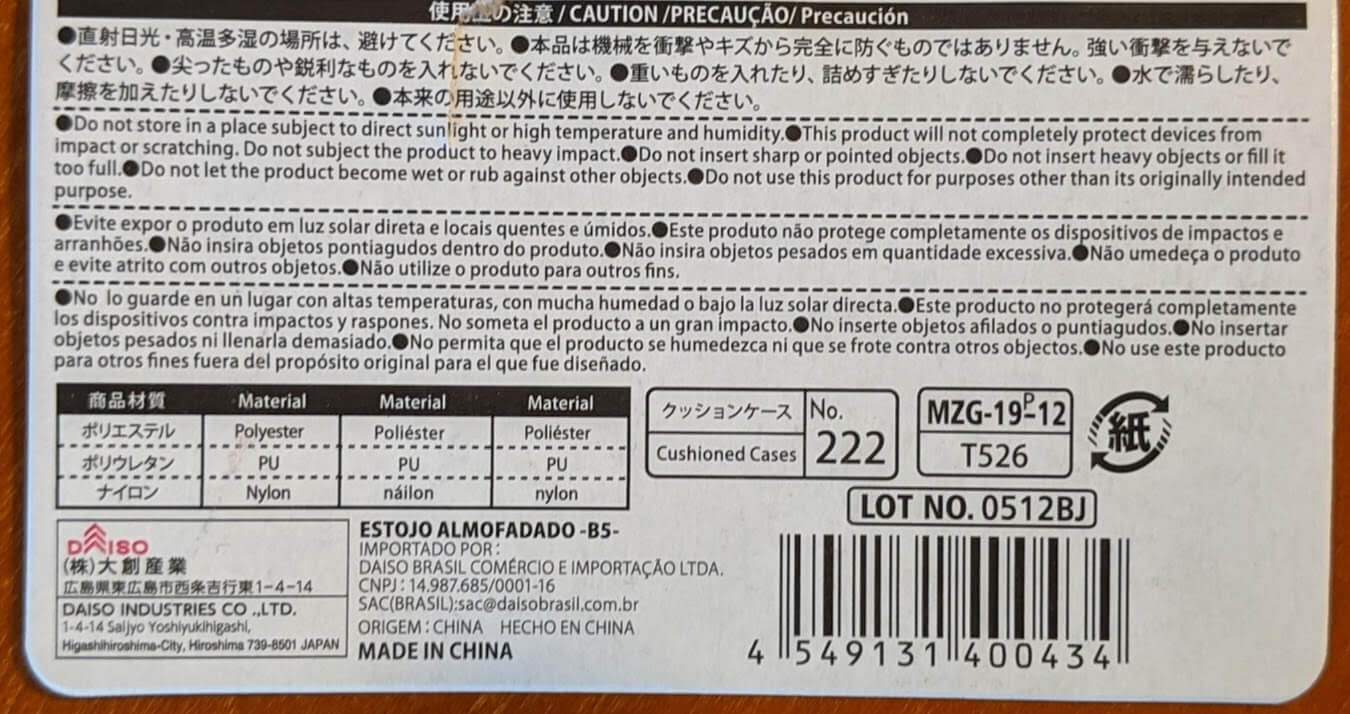 使用上の注意 / CAUTION /PRECAUÇÃO/ Precaución
●直射日光・高温多湿の場所は、避けてください。●本品は機械を衝撃やキズから完全に防ぐものではありません。強い衝撃を与えないで
ください。●尖ったものや鋭利なものを入れないでください。●重いものを入れたり、詰めすぎたりしないでください。●水で濡らしたり、
摩擦を加えたりしないでください。●本来の用途以外に使用しないでください。
●Do not store in a place subject to direct sunlight or high temperature and humidity.●This product will not completely protect devices from
impact or scratching. Do not subject the product to heavy impact.●Do not insert sharp or pointed objects.●Do not insert heavy objects or fill it
too full.●Do not let the product become wet or rub against other objects.●Do not use this product for purposes other than its originally intended
purpose.
●Evite expor o produto em luz solar direta e locais quentes e úmidos.●Este produto não protege completamente os dispositivos de impactos e
arranhões.●Não insira objetos pontiagudos dentro do produto.●Não insira objetos pesados em quantidade excessiva.●Não umedeça o produto
e evite atrito com outros objetos.●Não utilize o produto para outros fins.
●No lo guarde en un lugar con altas temperaturas, con mucha humedad o bajo la luz solar directa.●Este producto no protegerá completamente
los dispositivos contra impactos y raspones. No someta el producto a un gran impacto.●No inserte objetos afilados o puntiagudos.●No insertar
objetos pesados ni llenarla demasiado.●No permita que el producto se humedezca ni que se frote contra otros objectos.●No use este producto
para otros fines fuera del propósito original para el que fue diseñado.
商品材質 Material Material Material
ポリエステル Polyester Poliéster Poliéster
ポリウレタン PU PU PU
ナイロン Nylon náilon nylon
クッションケース No.
Cushioned Cases 222
MZG-19-P-12
T526
紙
LOT NO. 0512BJ
DAISO
(株)大創産業
広島県東広島市西条吉行東1-4-14
DAISO INDUSTRIES CO .,LTD.
1-4-14 Saijyo Yoshiyukihigashi,
Higashihiroshima-City, Hiroshima 739-8501 JAPAN
ESTOJO ALMOFADADO -B5-
IMPORTADO POR:
DAISO BRASIL COMÉRCIO E IMPORTAÇÃO LTDA.
CNPJ: 14.987.685/0001-16
SAC(BRASIL):sac@daisobrasil.com.br
ORIGEM : CHINA HECHO EN CHINA
MADE IN CHINA
4 549131 400434